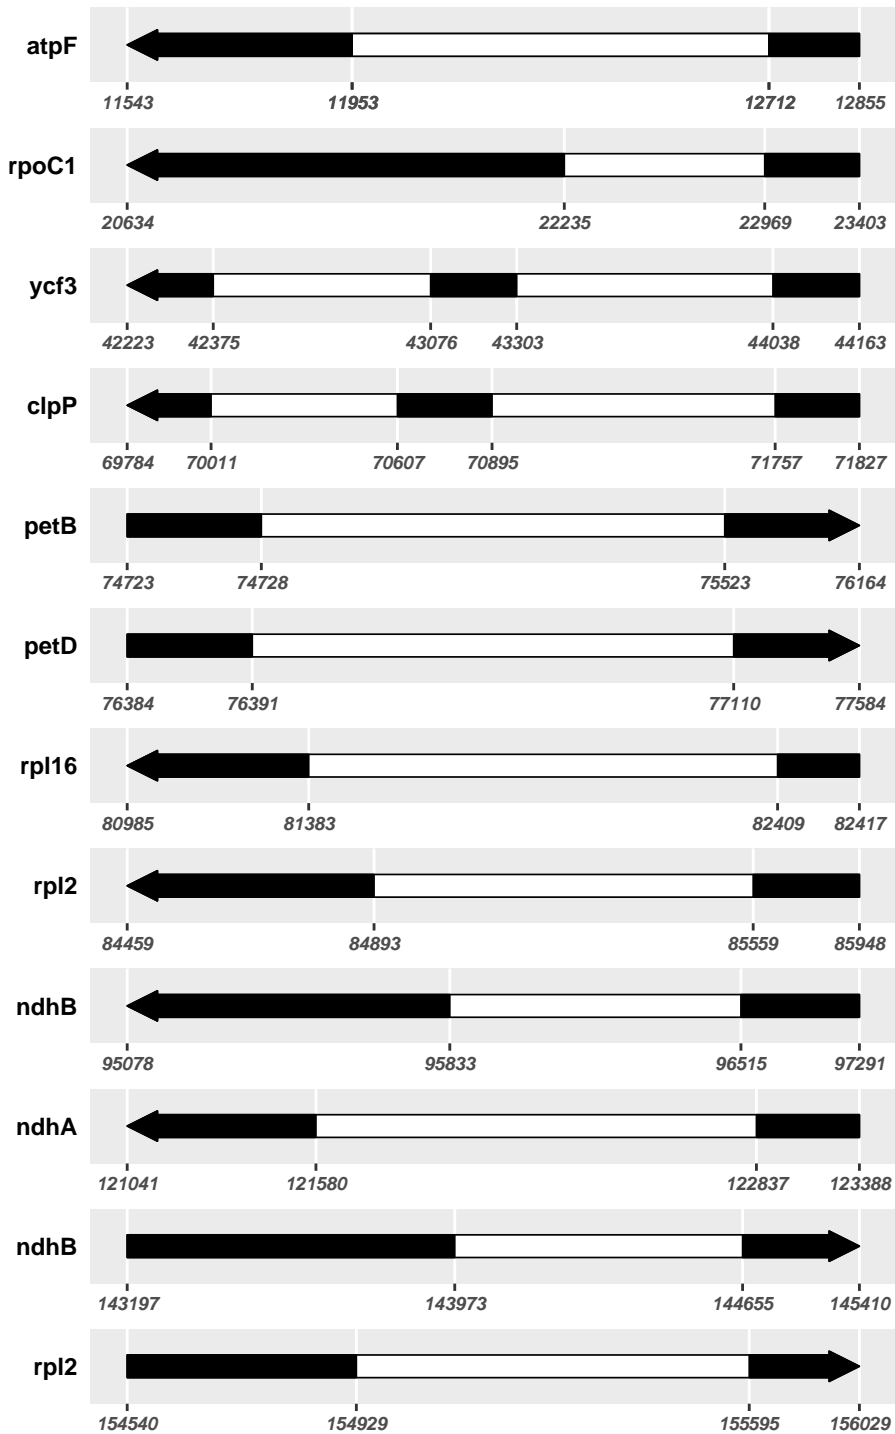 atpF
11543 11953 12712 12855
rpoC1
20634 22235 22969 23403
ycf3
42223 42375 43076 43303 44038 44163
clpP
69784 70011 70607 70895 71757 71827
petB
74723 74728 75523 76164
petD
76384 76391 77110 77584
rpl16
80985 81383 82409 82417
rpl2
84459 84893 85559 85948
ndhB
95078 95833 96515 97291
ndhA
121041 121580 122837 123388
ndhB
143197 143973 144655 145410
rpl2
154540 154929 155595 156029